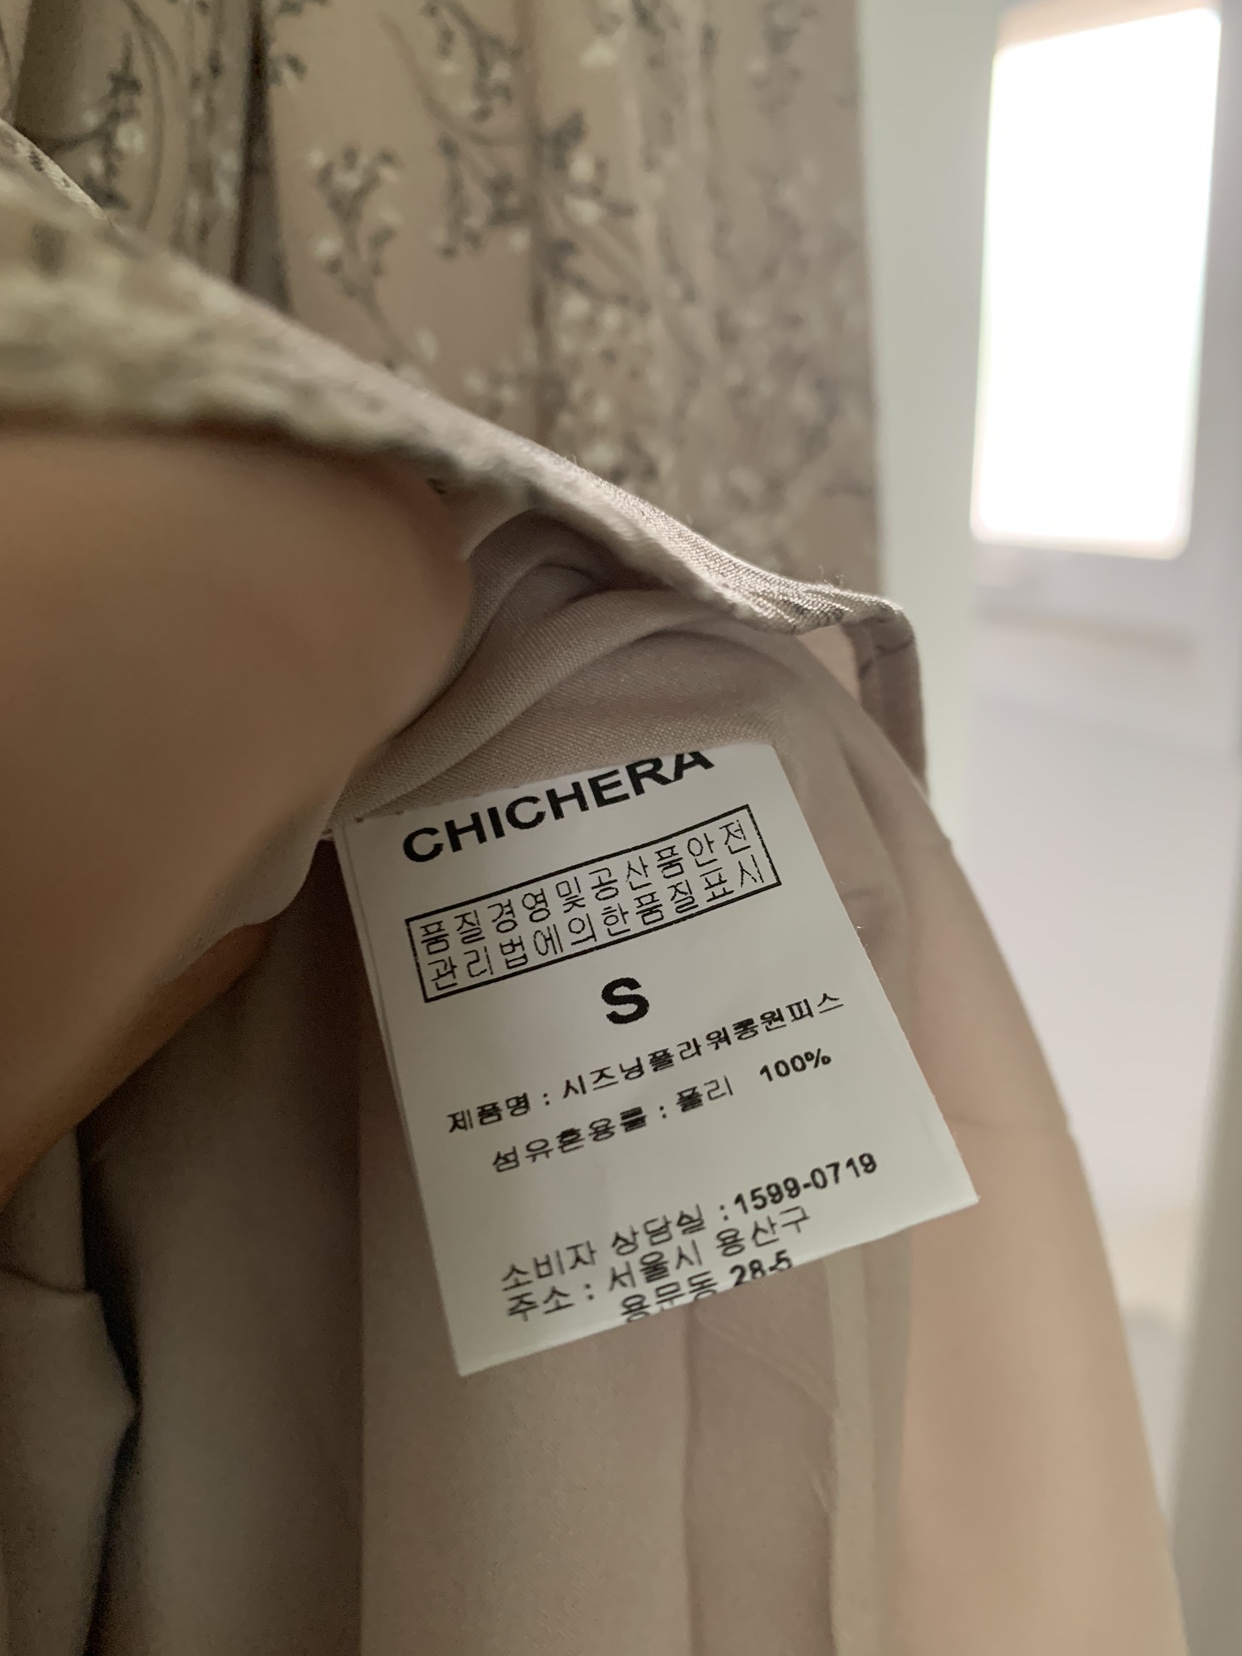 CHICHERA
품질경영및공산품안전
관리법에의한품질표시
S
제품명 : 시즈닝플라워롱원피스
섬유혼용률 : 폴리 100%
소비자 상담실 : 1599-0719
주소 : 서울시 용산구
용문동 28-5